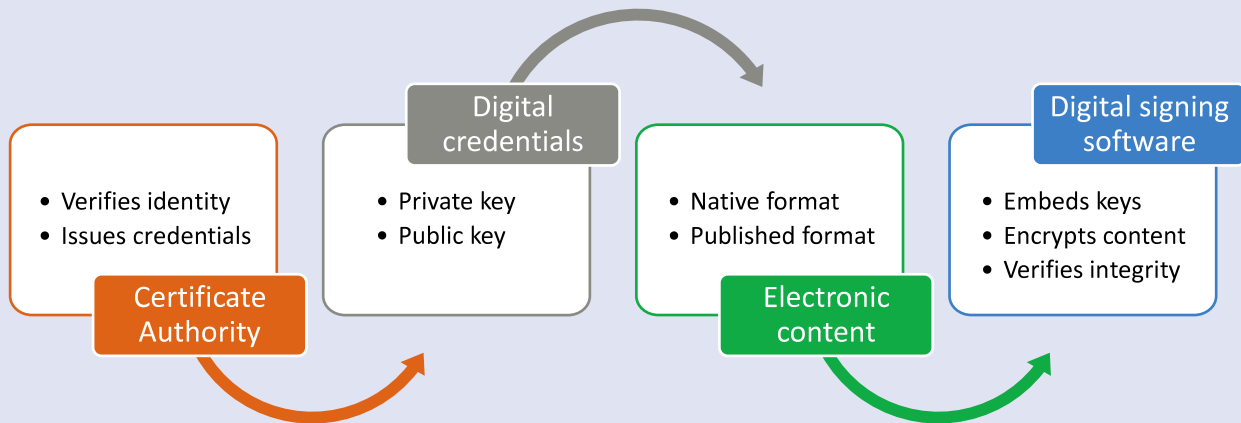 • Verifies identity
• Issues credentials
Certificate
Authority
Digital
credentials
• Private key
• Public key
• Native format
• Published format
Electronic
content
Digital signing
software
• Embeds keys
• Encrypts content
• Verifies integrity